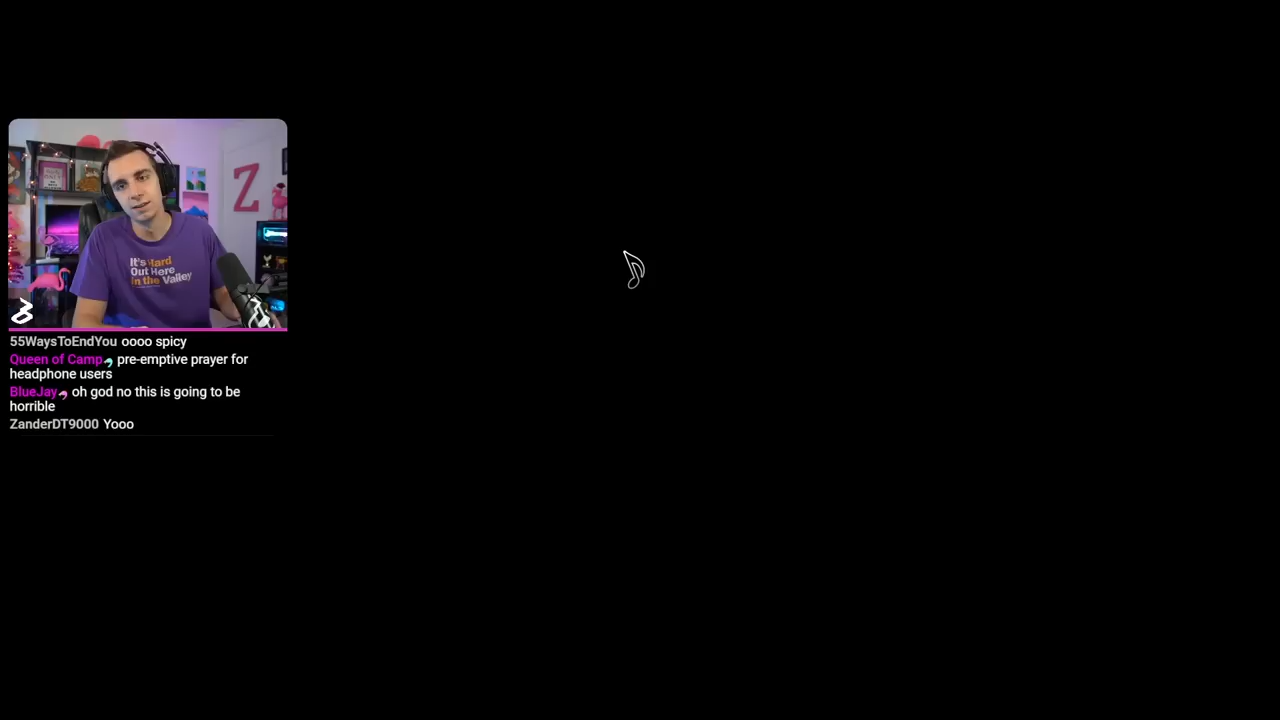 Z
It's Hard
Out Here
in the Valley
55WaysToEndYou oooo spicy
Queen of Camp pre-emptive prayer for
headphone users
BlueJay oh god no this is going to be
horrible
ZanderDT9000 Yooo